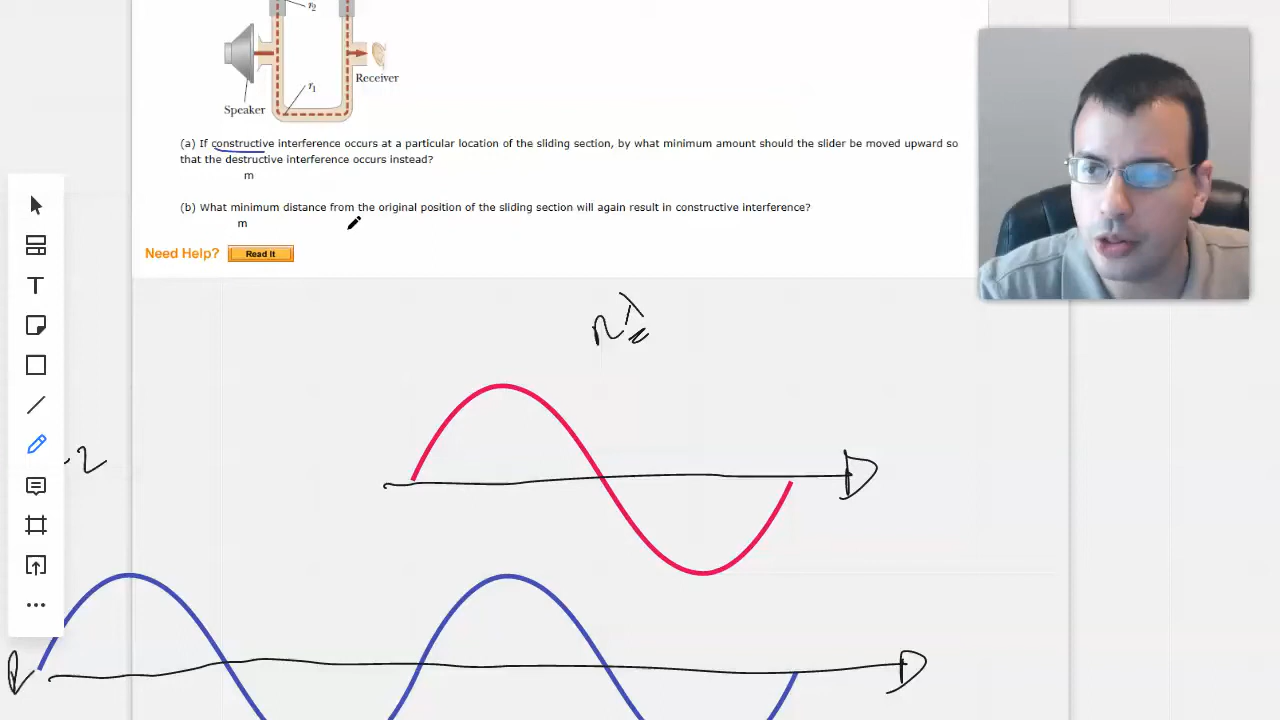 r2
Receiver
r1
Speaker
(a) If constructive interference occurs at a particular location of the sliding section, by what minimum amount should the slider be moved upward so
that the destructive interference occurs instead?
m
(b) What minimum distance from the original position of the sliding section will again result in constructive interference?
m
Need Help? Read It
T
-2